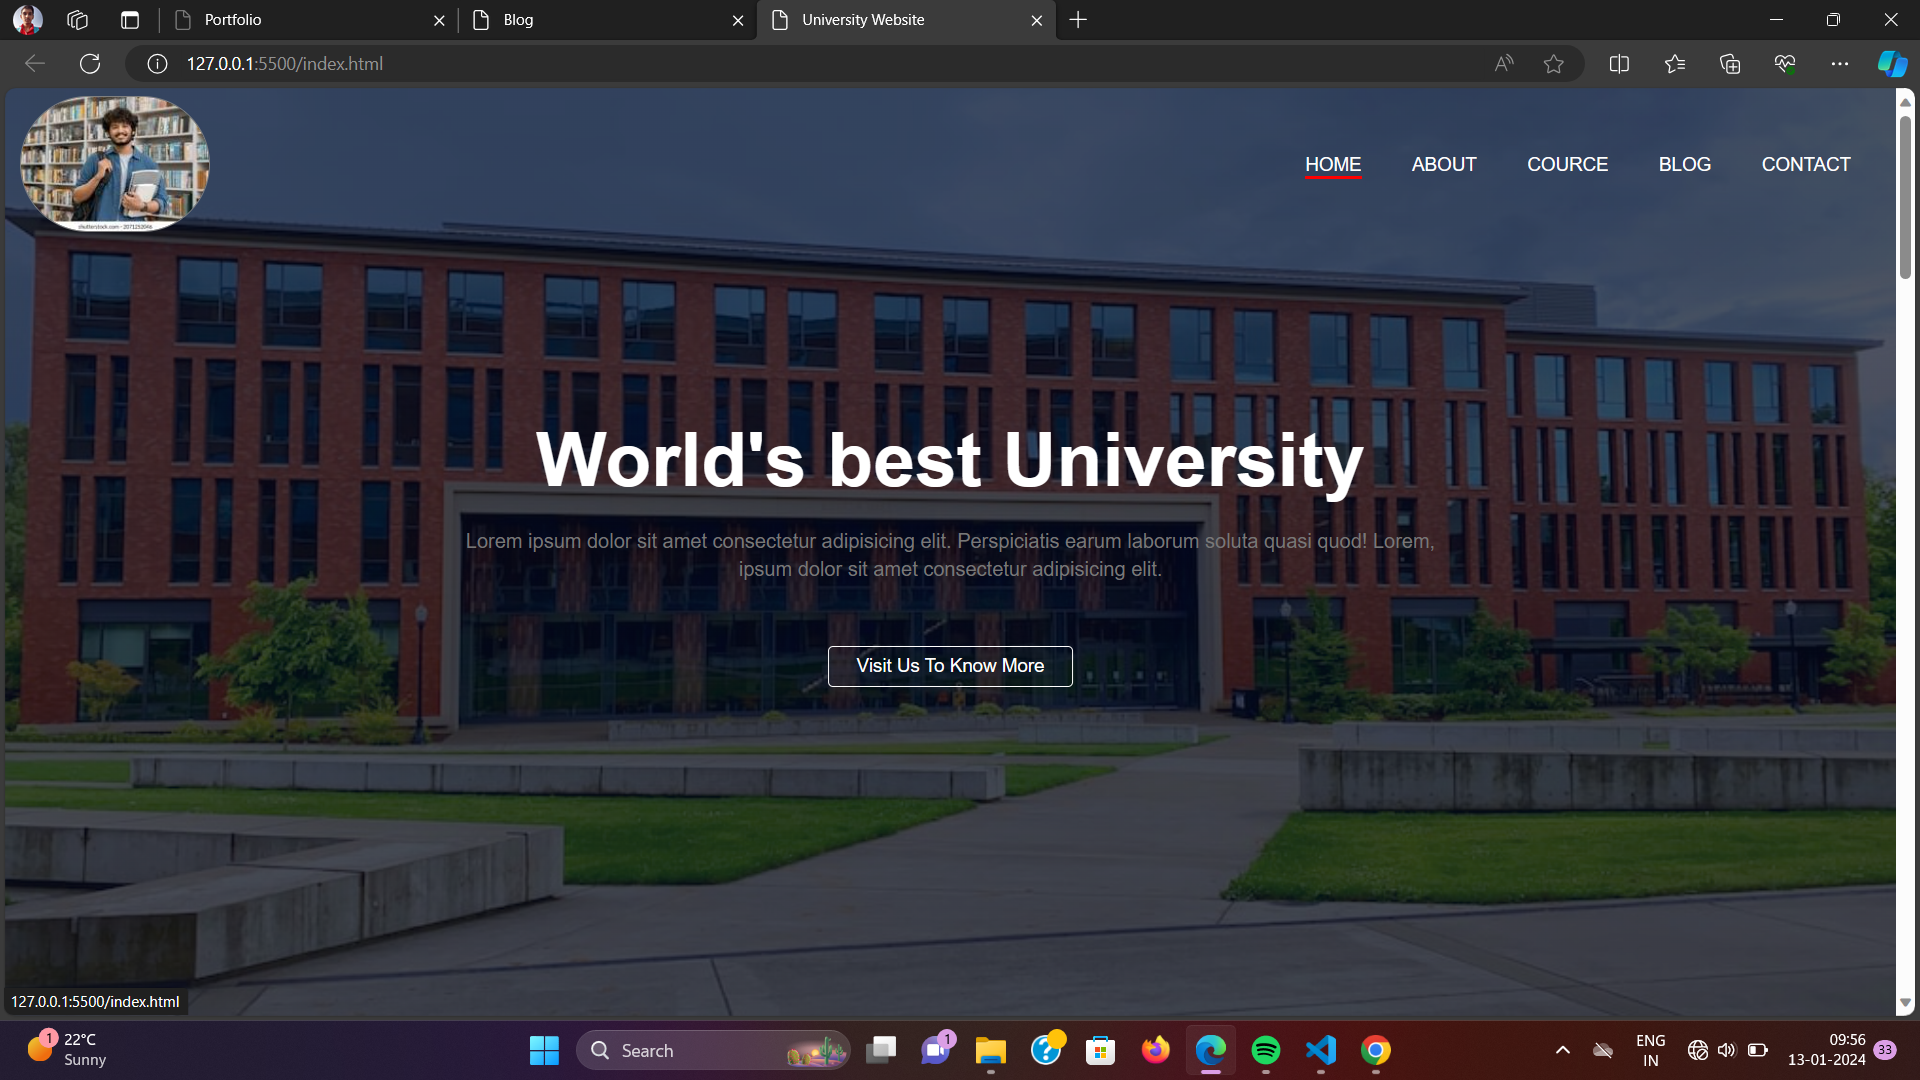 Portfolio
Blog
University Website
127.0.0.1:5500/index.html
shutterstock.com · 2071252046
HOME ABOUT COURCE BLOG CONTACT
World's best University
Lorem ipsum dolor sit amet consectetur adipisicing elit. Perspiciatis earum laborum soluta quasi quod! Lorem,
ipsum dolor sit amet consectetur adipisicing elit.
Visit Us To Know More
127.0.0.1:5500/index.html
1
22°C
Sunny
Search
1
ENG
IN
09:56
13-01-2024
33